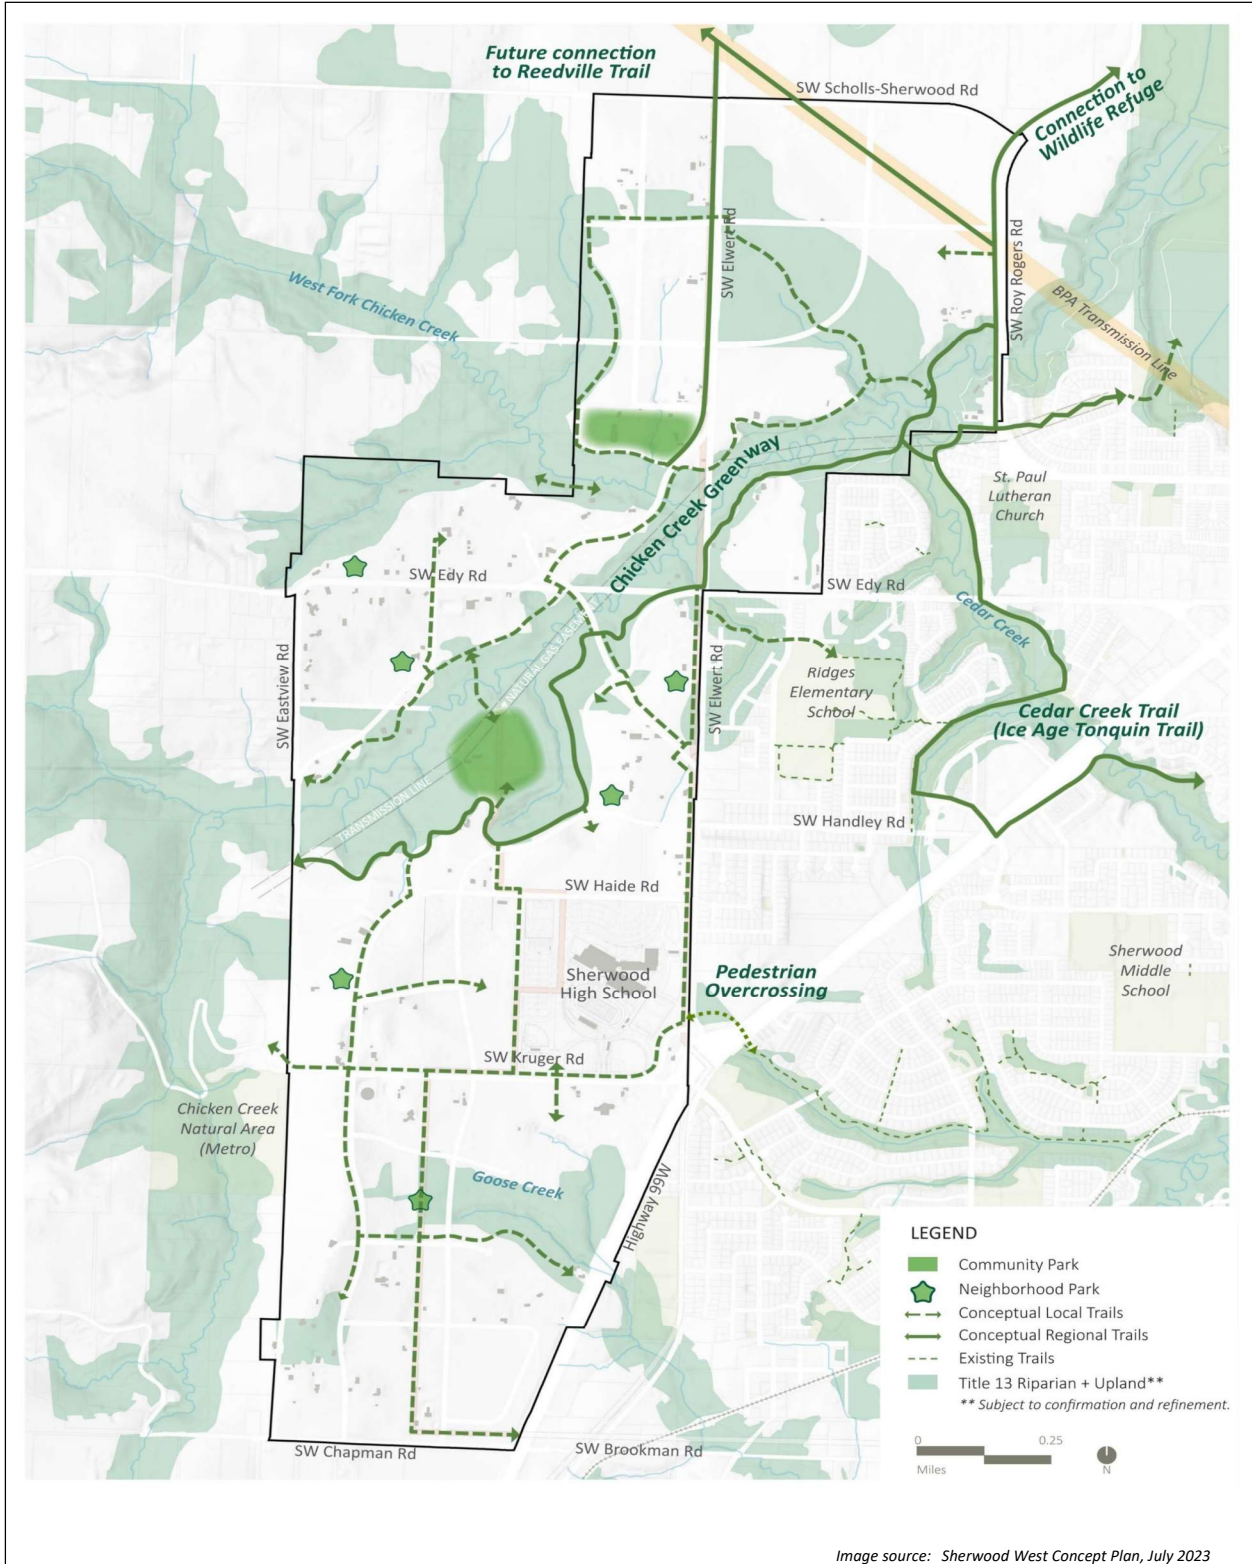 Future connection
to Reedville Trail
SW Scholls-Sherwood Rd
Connection to
Wildlife Refuge
SW Elwert Rd
SW Roy Rogers Rd
West Fork Chicken Creek
BPA Transmission Line
Chicken Creek Greenway
St. Paul
Lutheran
Church
SW Edy Rd
SW Edy Rd
Cedar Creek
NATURAL GAS EASEMENT
SW Eastview Rd
SW Elwert Rd
Ridges
Elementary
School
Cedar Creek Trail
(Ice Age Tonquin Trail)
TRANSMISSION LINE
SW Handley Rd
SW Haide Rd
Sherwood
High School
Pedestrian
Overcrossing
Sherwood
Middle
School
SW Kruger Rd
Chicken Creek
Natural Area
(Metro)
Goose Creek
Highway 99W
LEGEND
Community Park
Neighborhood Park
Conceptual Local Trails
Conceptual Regional Trails
Existing Trails
Title 13 Riparian + Upland**
** Subject to confirmation and refinement.
0 0.25
Miles
N
SW Chapman Rd
SW Brookman Rd
Image source: Sherwood West Concept Plan, July 2023